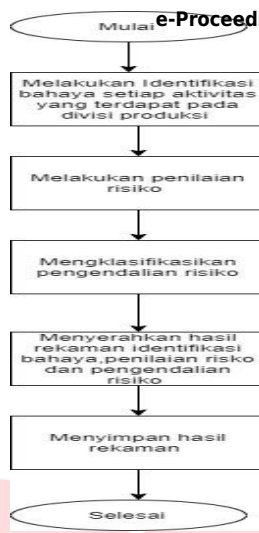 e-Proceed
Mulai
Melakukan Identifikasi
bahaya setiap aktivitas
yang terdapat pada
divisi produksi
Melakukan penilaian
risiko
Mengklasifikasikan
pengendalian risiko
Menyerahkan hasil
rekaman identifikasi
bahaya,penilaian risko
dan pengendalian
risiko
Menyimpan hasil
rekaman
Selesai